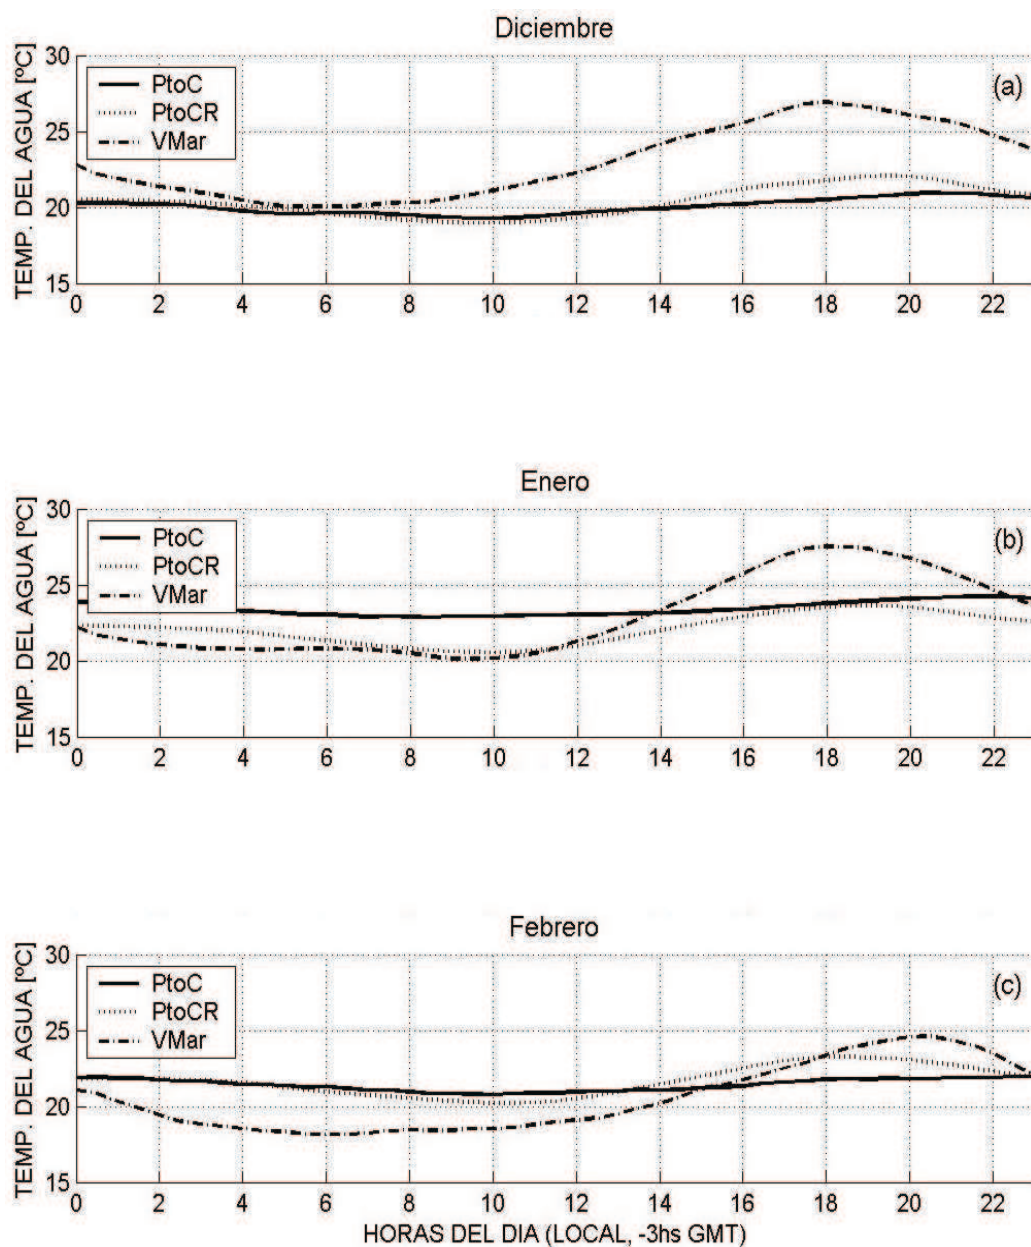 Diciembre
TEMP. DEL AGUA [ºC]
30
25
20
15
PtoC
PtoCR
VMar
(a)
0 2 4 6 8 10 12 14 16 18 20 22
Enero
TEMP. DEL AGUA [ºC]
30
25
20
15
PtoC
PtoCR
VMar
(b)
0 2 4 6 8 10 12 14 16 18 20 22
Febrero
TEMP. DEL AGUA [ºC]
30
25
20
15
PtoC
PtoCR
VMar
(c)
0 2 4 6 8 10 12 14 16 18 20 22
HORAS DEL DIA (LOCAL, -3hs GMT)